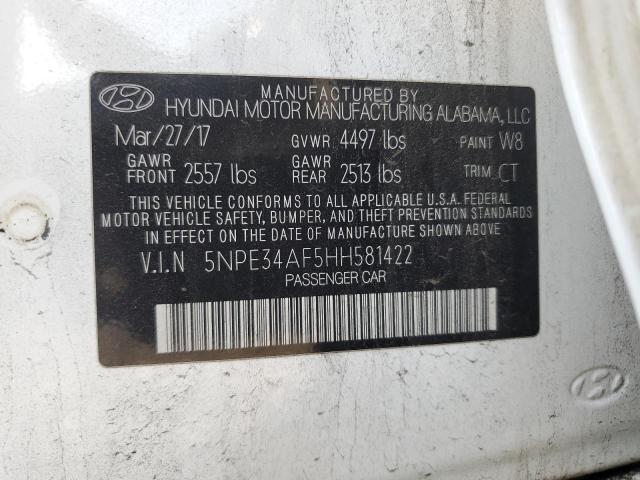 MANUFACTURED BY
HYUNDAI MOTOR MANUFACTURING ALABAMA, LLC
Mar/27/17 GVWR 4497 lbs PAINT W8
GAWR FRONT 2557 lbs GAWR REAR 2513 lbs TRIM CT
THIS VEHICLE CONFORMS TO ALL APPLICABLE U.S.A. FEDERAL
MOTOR VEHICLE SAFETY, BUMPER, AND THEFT PREVENTION STANDARDS
IN EFFECT ON THE DATE OF MANUFACTURE SHOWN ABOVE
V.I.N 5NPE34AF5HH581422
PASSENGER CAR